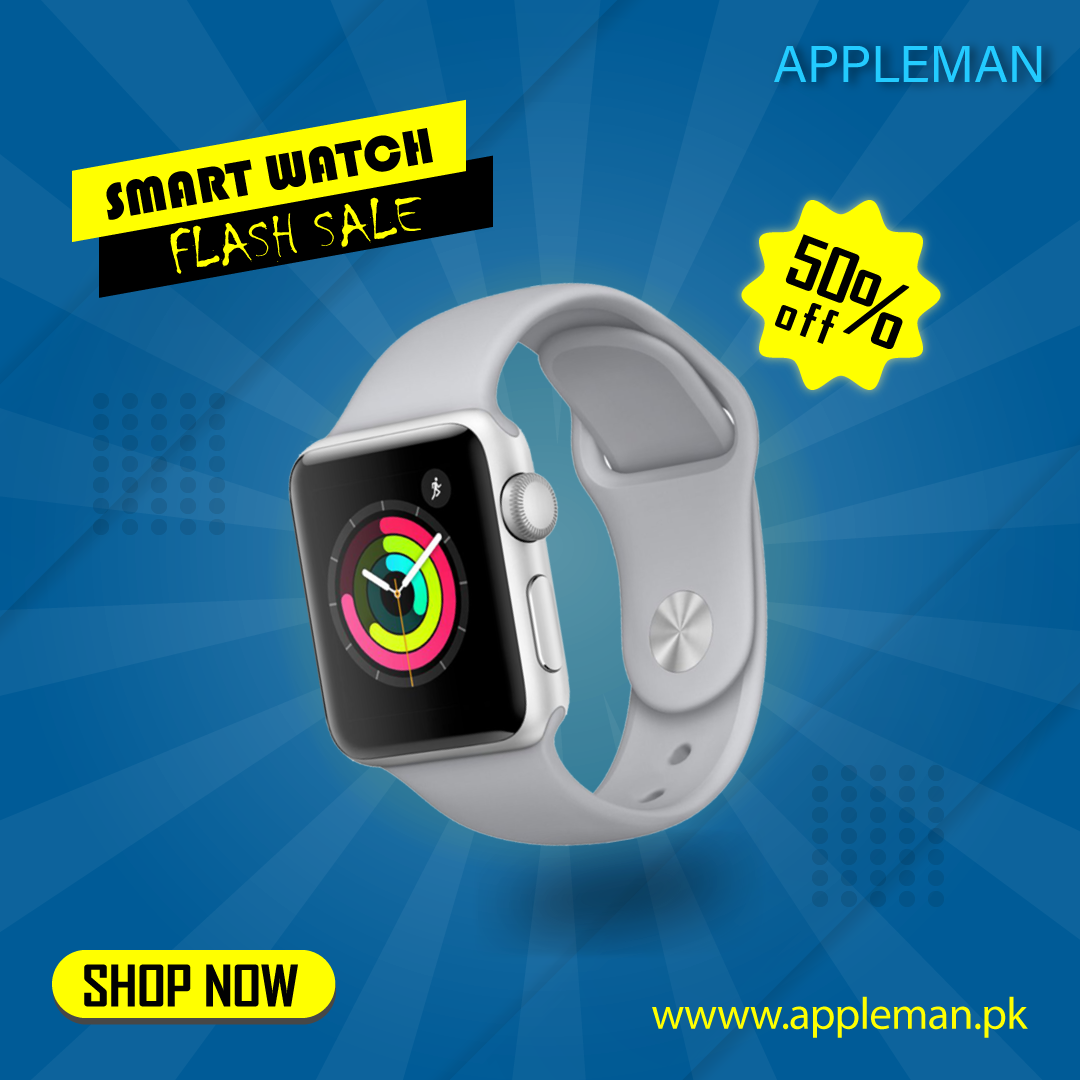 APPLEMAN
SMART WATCH
FLASH SALE
50%
off
SHOP NOW
wwww.appleman.pk